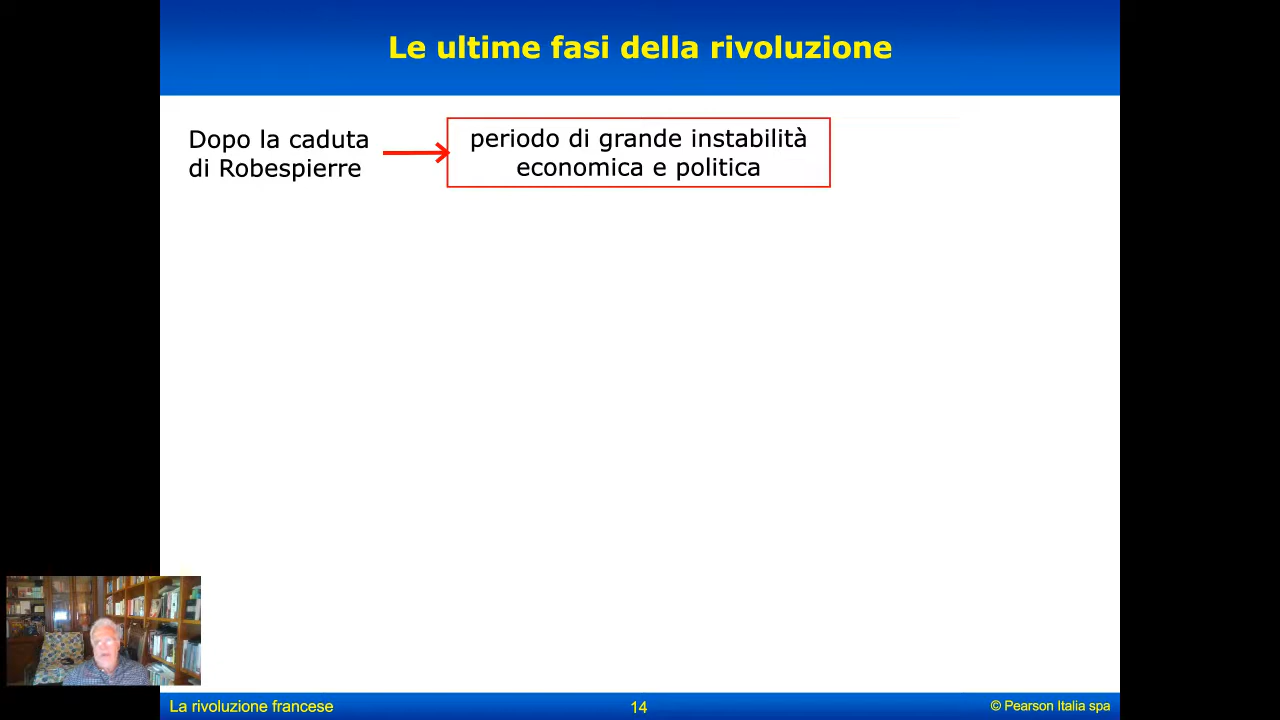 Le ultime fasi della rivoluzione
Dopo la caduta
di Robespierre
periodo di grande instabilità
economica e politica
La rivoluzione francese
14
© Pearson Italia spa